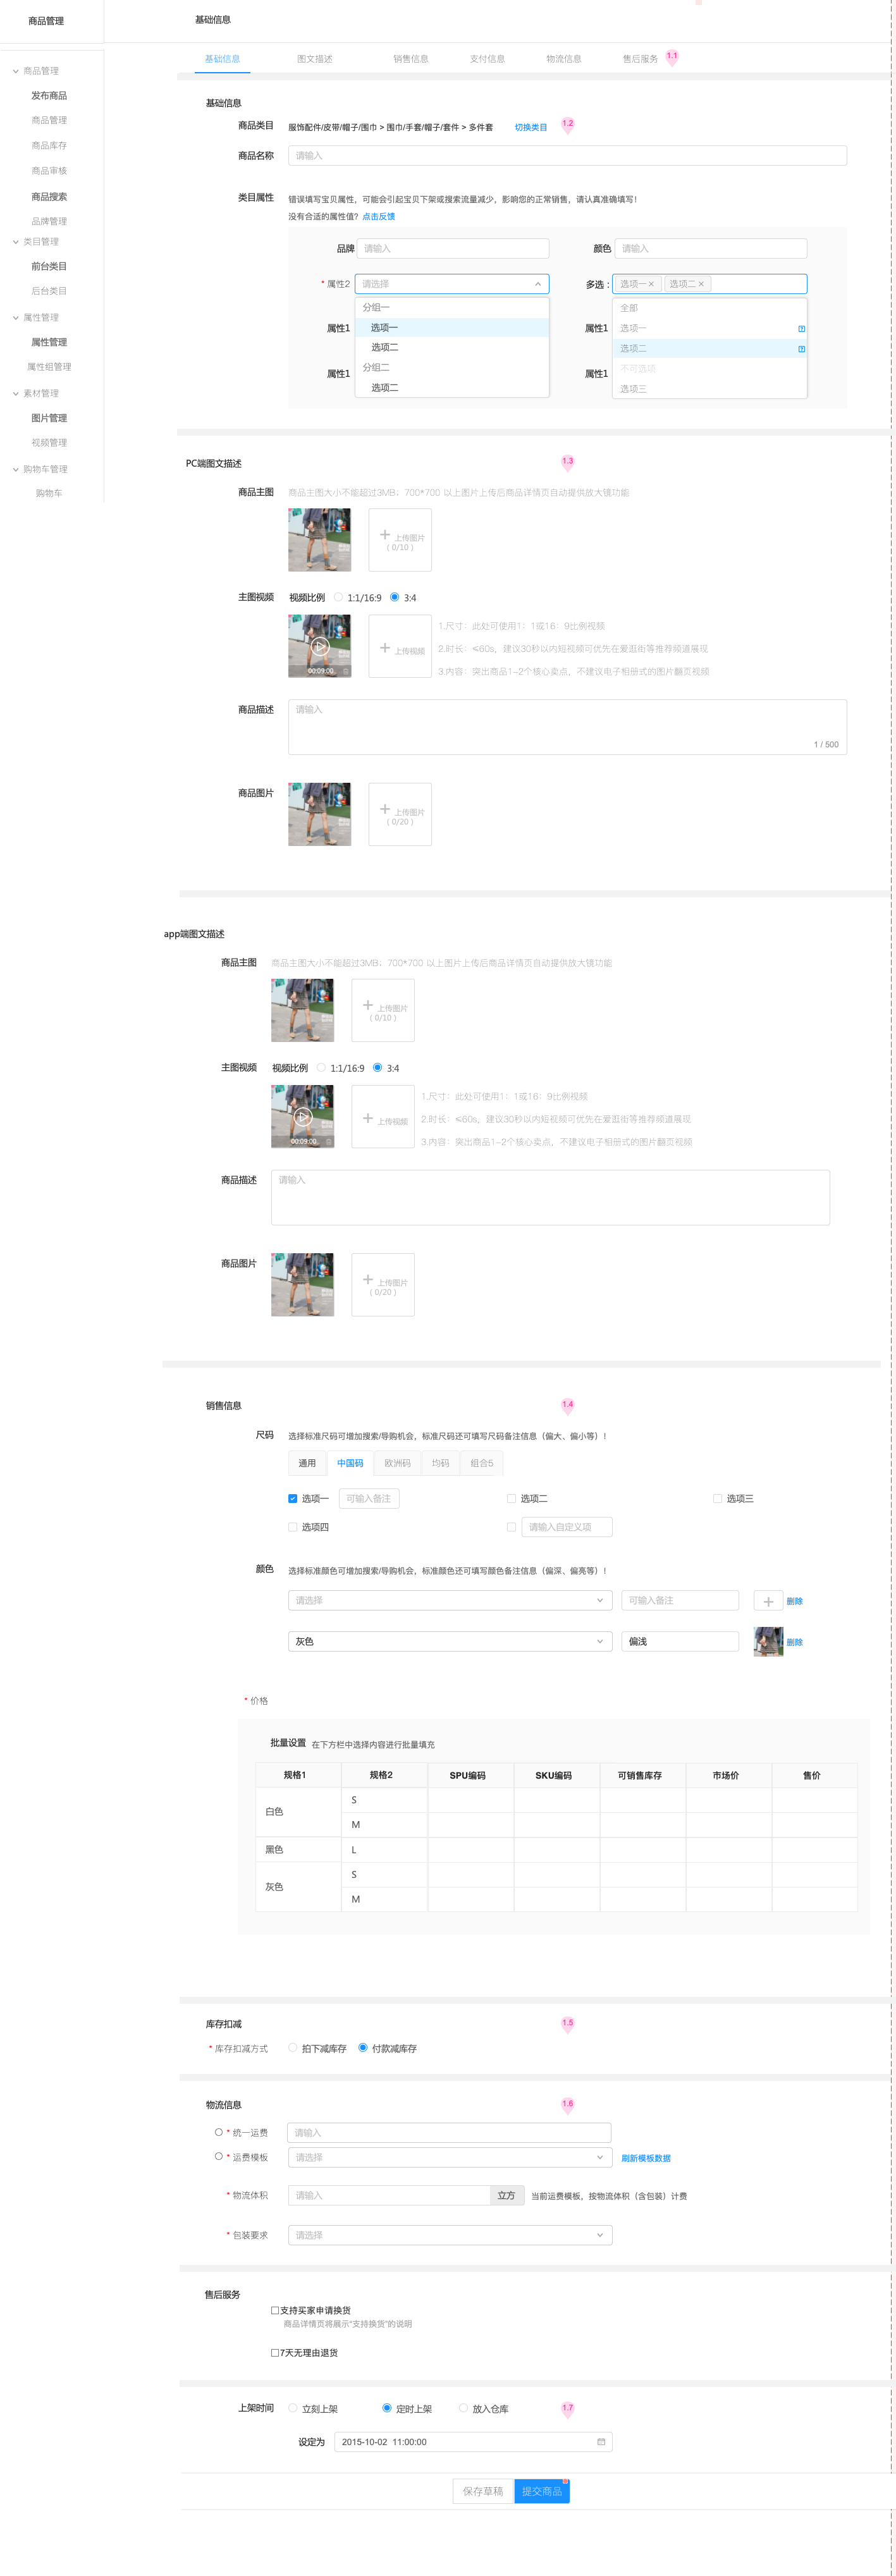 商品管理
基础信息
商品管理
发布商品
商品管理
商品库存
商品审核
商品搜索
品牌管理
类目管理
前台类目
后台类目
属性管理
属性管理
属性组管理
素材管理
图片管理
视频管理
购物车管理
购物车
基础信息 图文描述 销售信息 支付信息 物流信息 售后服务 1.1
基础信息
商品类目 服饰配件/皮带/帽子/围巾 > 围巾/手套/帽子/套件 > 多件套 切换类目 1.2
商品名称 请输入
类目属性 错误填写宝贝属性，可能会引起宝贝下架或搜索流量减少，影响您的正常销售，请认真准确填写！
没有合适的属性值？点击反馈
品牌 请输入 颜色 请输入
* 属性2 请选择 多选： 选项一 × 选项二 ×
分组一 全部
属性1 选项一 属性1 选项一
选项二 选项二
分组二 不可选项
属性1 选项二 属性1 选项三
PC端图文描述 1.3
商品主图 商品主图大小不能超过3MB；700*700 以上图片上传后商品详情页自动提供放大镜功能
+ 上传图片
( 0/10 )
主图视频 视频比例 1:1/16:9 3:4
1.尺寸：此处可使用1：1或16：9比例视频
+ 上传视频 2.时长：≤60s，建议30秒以内短视频可优先在爱逛街等推荐频道展现
00:09:00 3.内容：突出商品1-2个核心卖点，不建议电子相册式的图片翻页视频
商品描述 请输入
1 / 500
商品图片
+ 上传图片
( 0/20 )
app端图文描述
商品主图 商品主图大小不能超过3MB；700*700 以上图片上传后商品详情页自动提供放大镜功能
+ 上传图片
( 0/10 )
主图视频 视频比例 1:1/16:9 3:4
1.尺寸：此处可使用1：1或16：9比例视频
+ 上传视频 2.时长：≤60s，建议30秒以内短视频可优先在爱逛街等推荐频道展现
00:09:00 3.内容：突出商品1-2个核心卖点，不建议电子相册式的图片翻页视频
商品描述 请输入
商品图片
+ 上传图片
( 0/20 )
销售信息 1.4
尺码 选择标准尺码可增加搜索/导购机会，标准尺码还可填写尺码备注信息（偏大、偏小等）！
通用 中国码 欧洲码 均码 组合5
选项一 可输入备注 选项二 选项三
选项四 请输入自定义项
颜色 选择标准颜色可增加搜索/导购机会，标准颜色还可填写颜色备注信息（偏深、偏亮等）！
请选择 可输入备注 + 删除
灰色 偏浅 删除
* 价格
批量设置 在下方栏中选择内容进行批量填充
规格1 规格2 SPU编码 SKU编码 可销售库存 市场价 售价
白色 S
M
黑色 L
灰色 S
M
库存扣减 1.5
* 库存扣减方式 拍下减库存 付款减库存
物流信息 1.6
* 统一运费 请输入
* 运费模板 请选择 刷新模板数据
* 物流体积 请输入 立方 当前运费模板，按物流体积（含包装）计费
* 包装要求 请选择
售后服务
支持买家申请换货
商品详情页将展示“支持换货”的说明
7天无理由退货
上架时间 立刻上架 定时上架 放入仓库 1.7
设定为 2015-10-02 11:00:00
保存草稿 提交商品